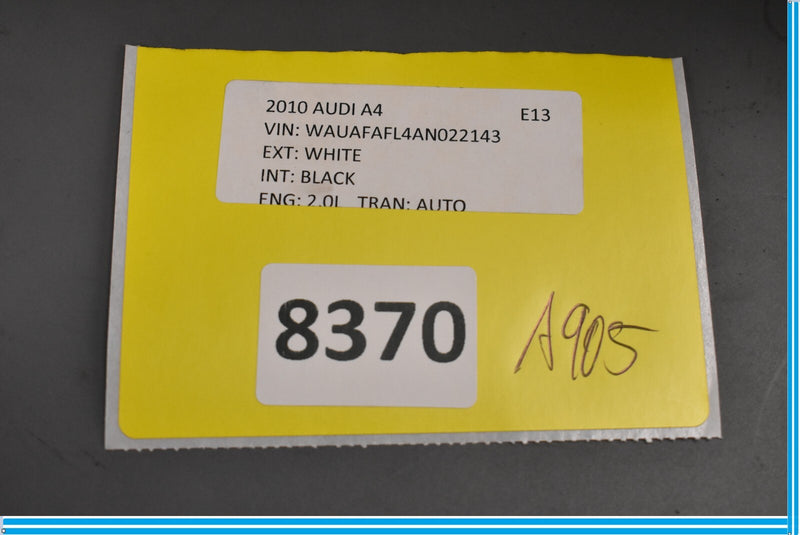 2010 AUDI A4 E13
VIN: WAUAFAFL4AN022143
EXT: WHITE
INT: BLACK
ENG: 2.0L TRAN: AUTO
8370
A905